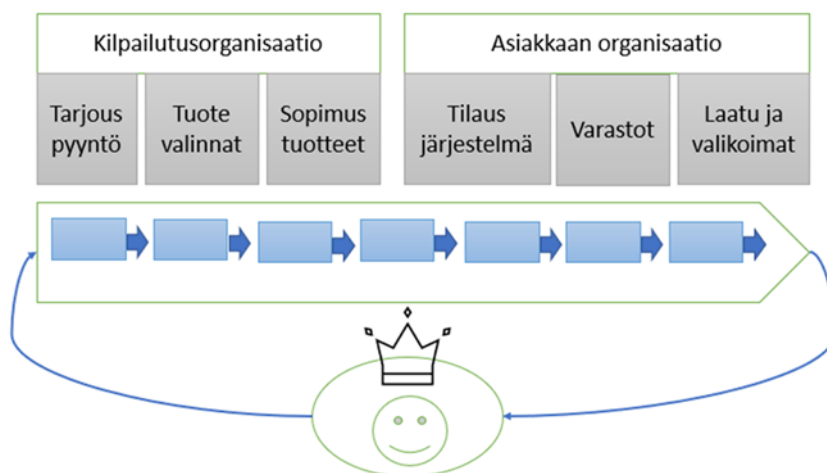 Kilpailutusorganisaatio
Asiakkaan organisaatio
Tarjous
pyyntö
Tuote
valinnat
Sopimus
tuotteet
Tilaus
järjestelmä
Varastot
Laatu ja
valikoimat